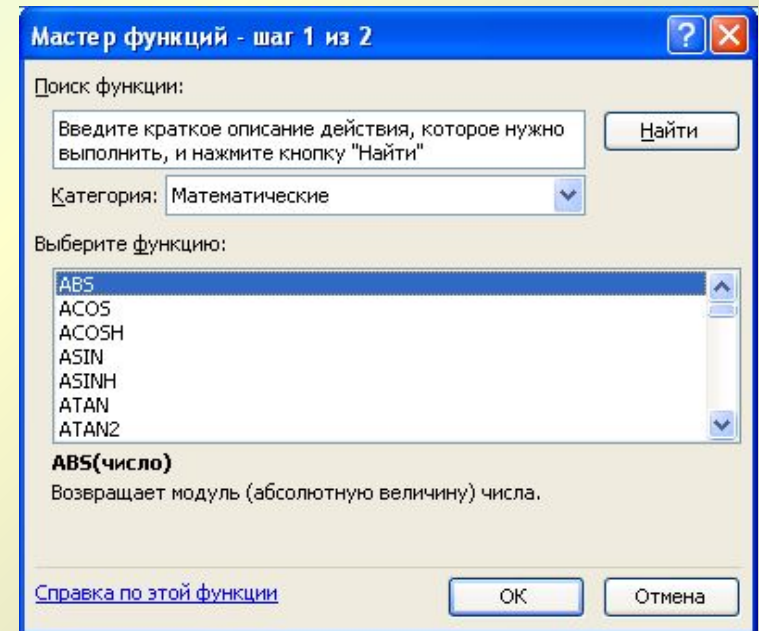 Мастер функций - шаг 1 из 2
Поиск функции:
Введите краткое описание действия, которое нужно
выполнить, и нажмите кнопку "Найти"
Найти
Категория: Математические
Выберите функцию:
ABS
ACOS
ACOSH
ASIN
ASINH
ATAN
ATAN2
ABS(число)
Возвращает модуль (абсолютную величину) числа.
Справка по этой функции
ОК
Отмена